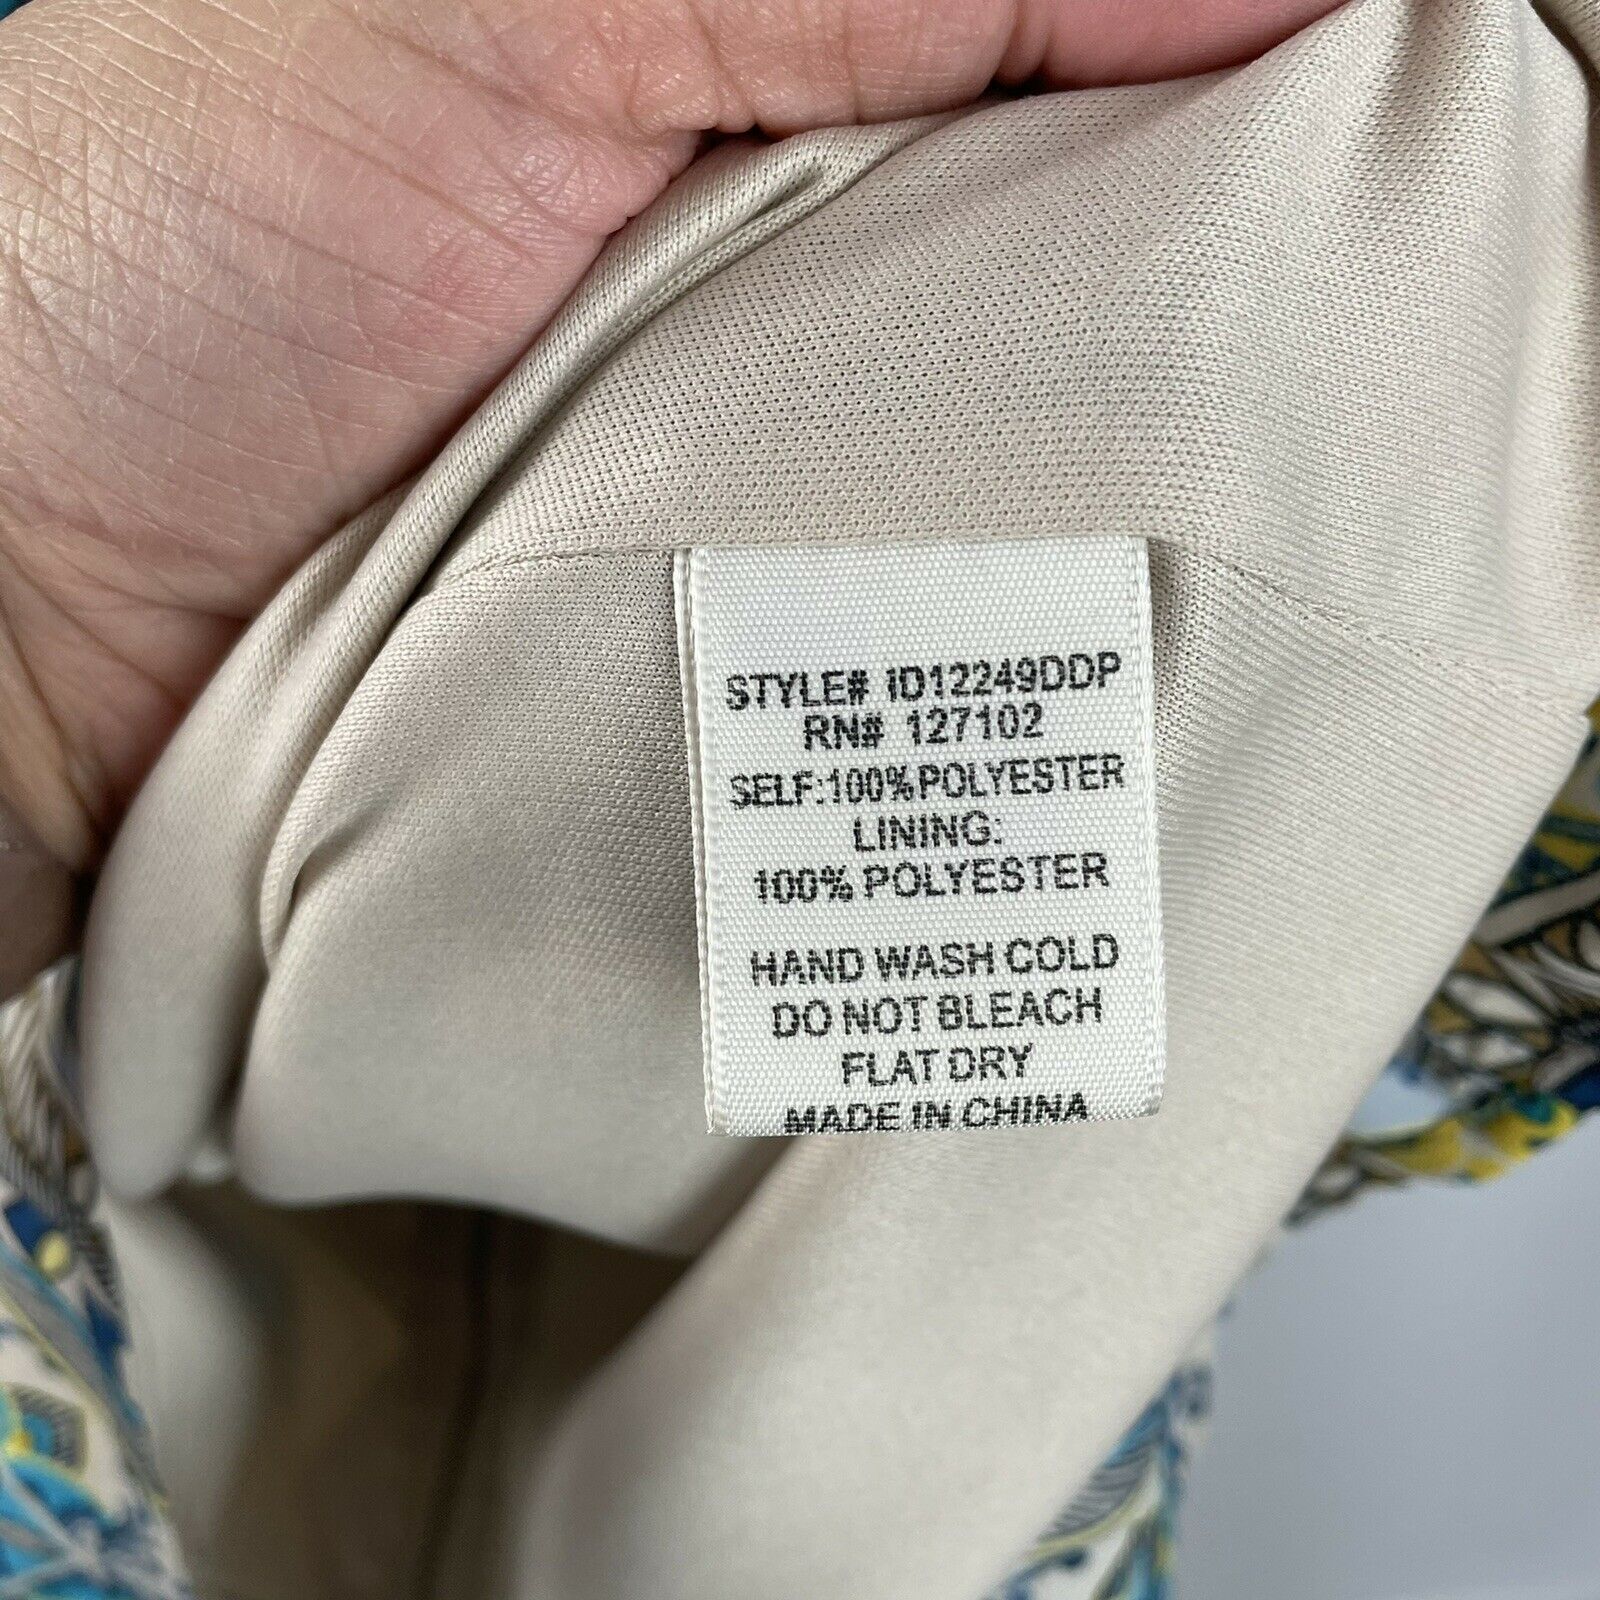 STYLE# ID12249DDP
RN# 127102
SELF:100% POLYESTER
LINING:
100% POLYESTER
HAND WASH COLD
DO NOT BLEACH
FLAT DRY
MADE IN CHINA